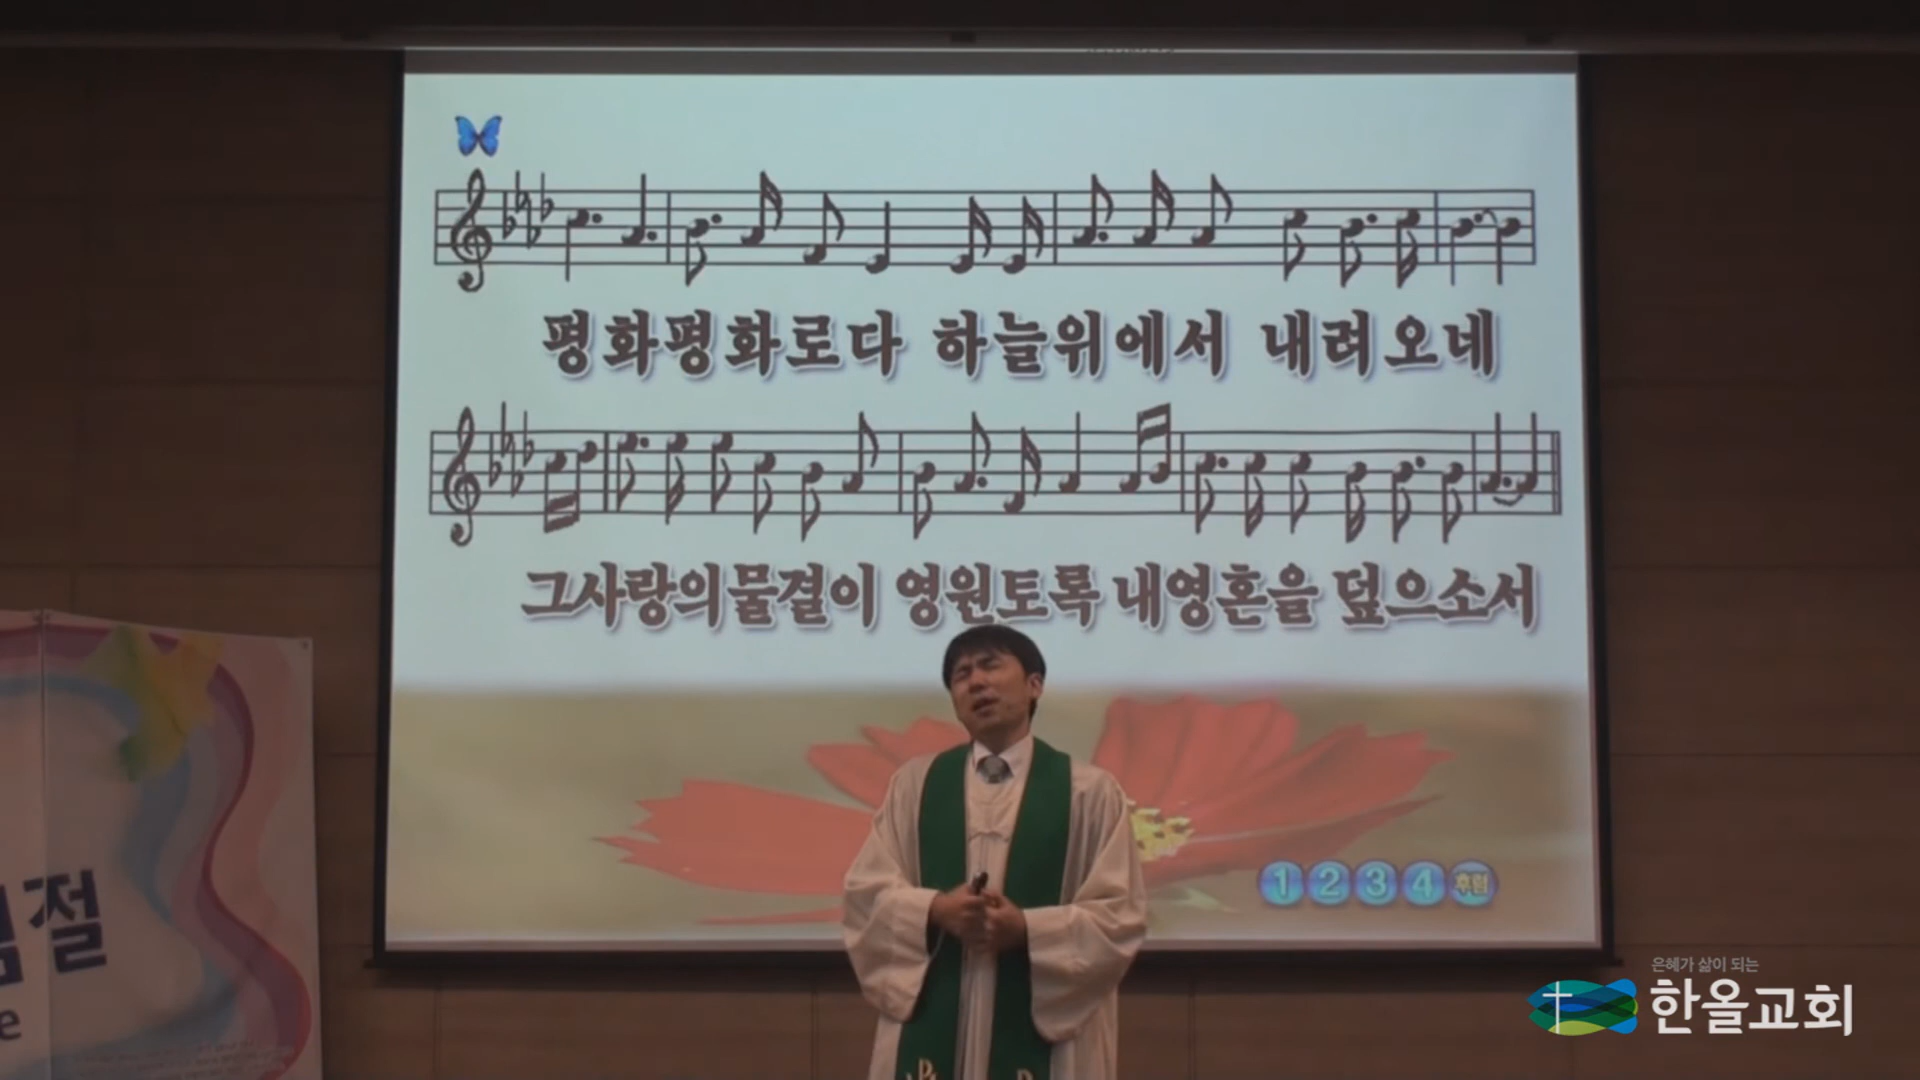 평화평화로다 하늘위에서 내려오네
그사랑의물결이 영원토록 내영혼을 덮으소서
1 2 3 4 후렴
절
e
은혜가 삶이 되는
한올교회